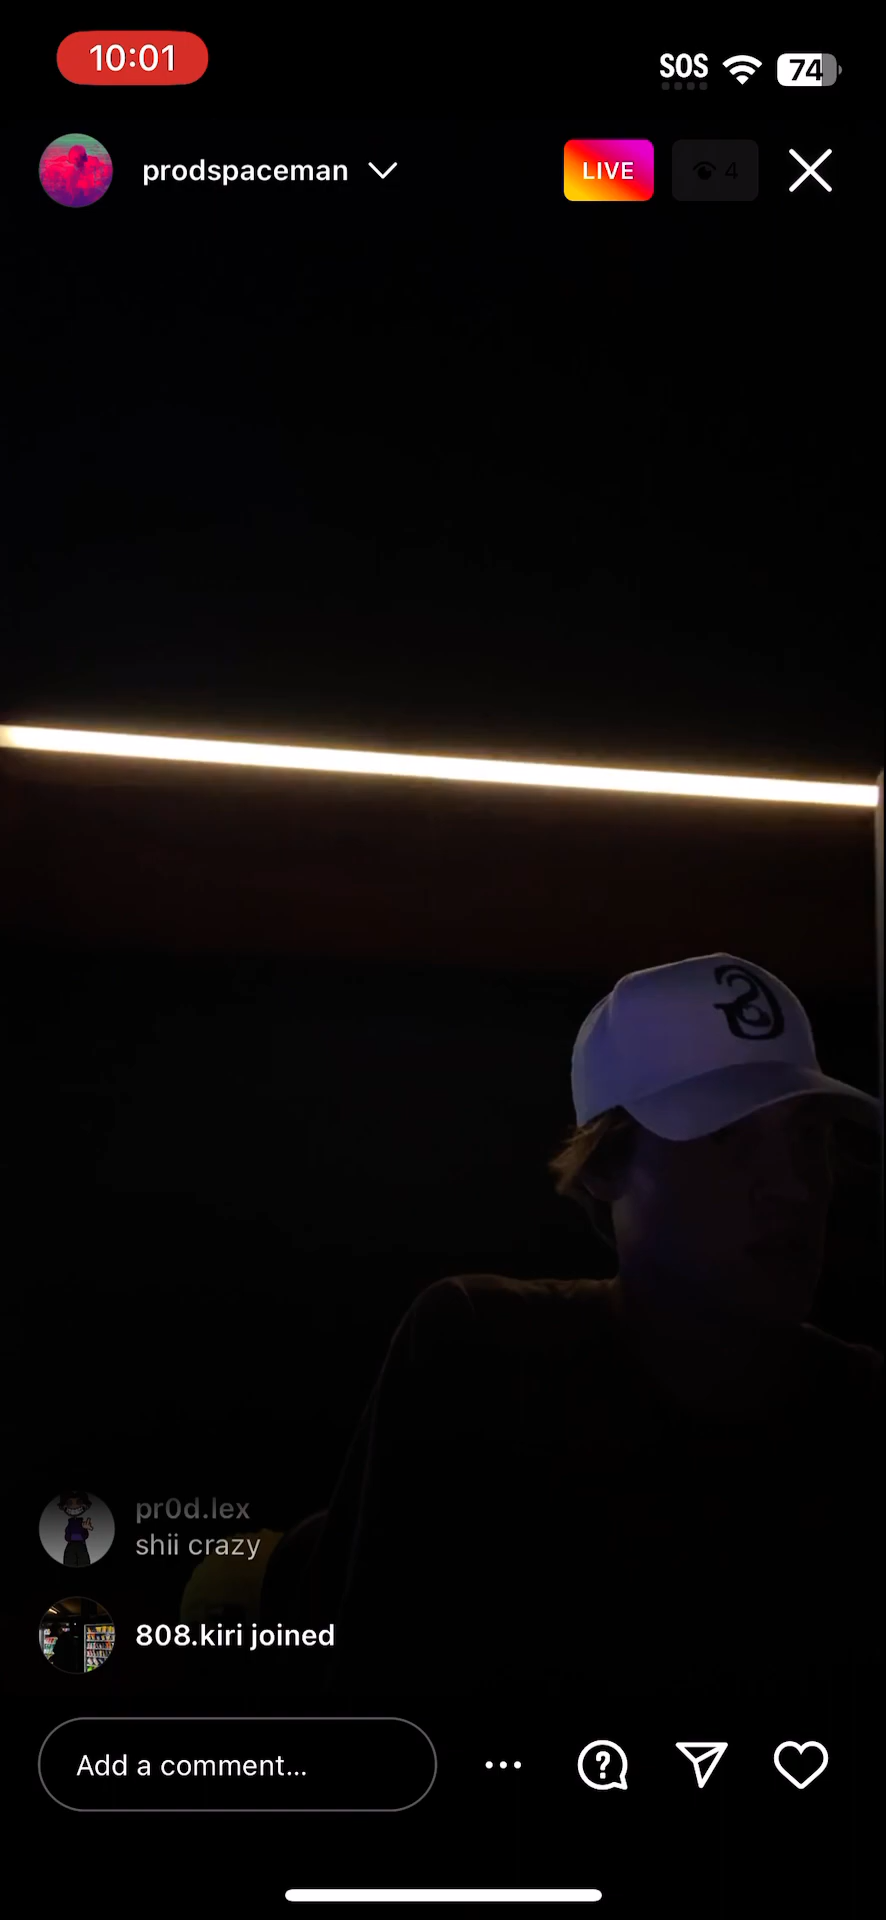 10:01
SOS
74
prodspaceman
LIVE
4
pr0d.lex
shii crazy
808.kiri joined
Add a comment...